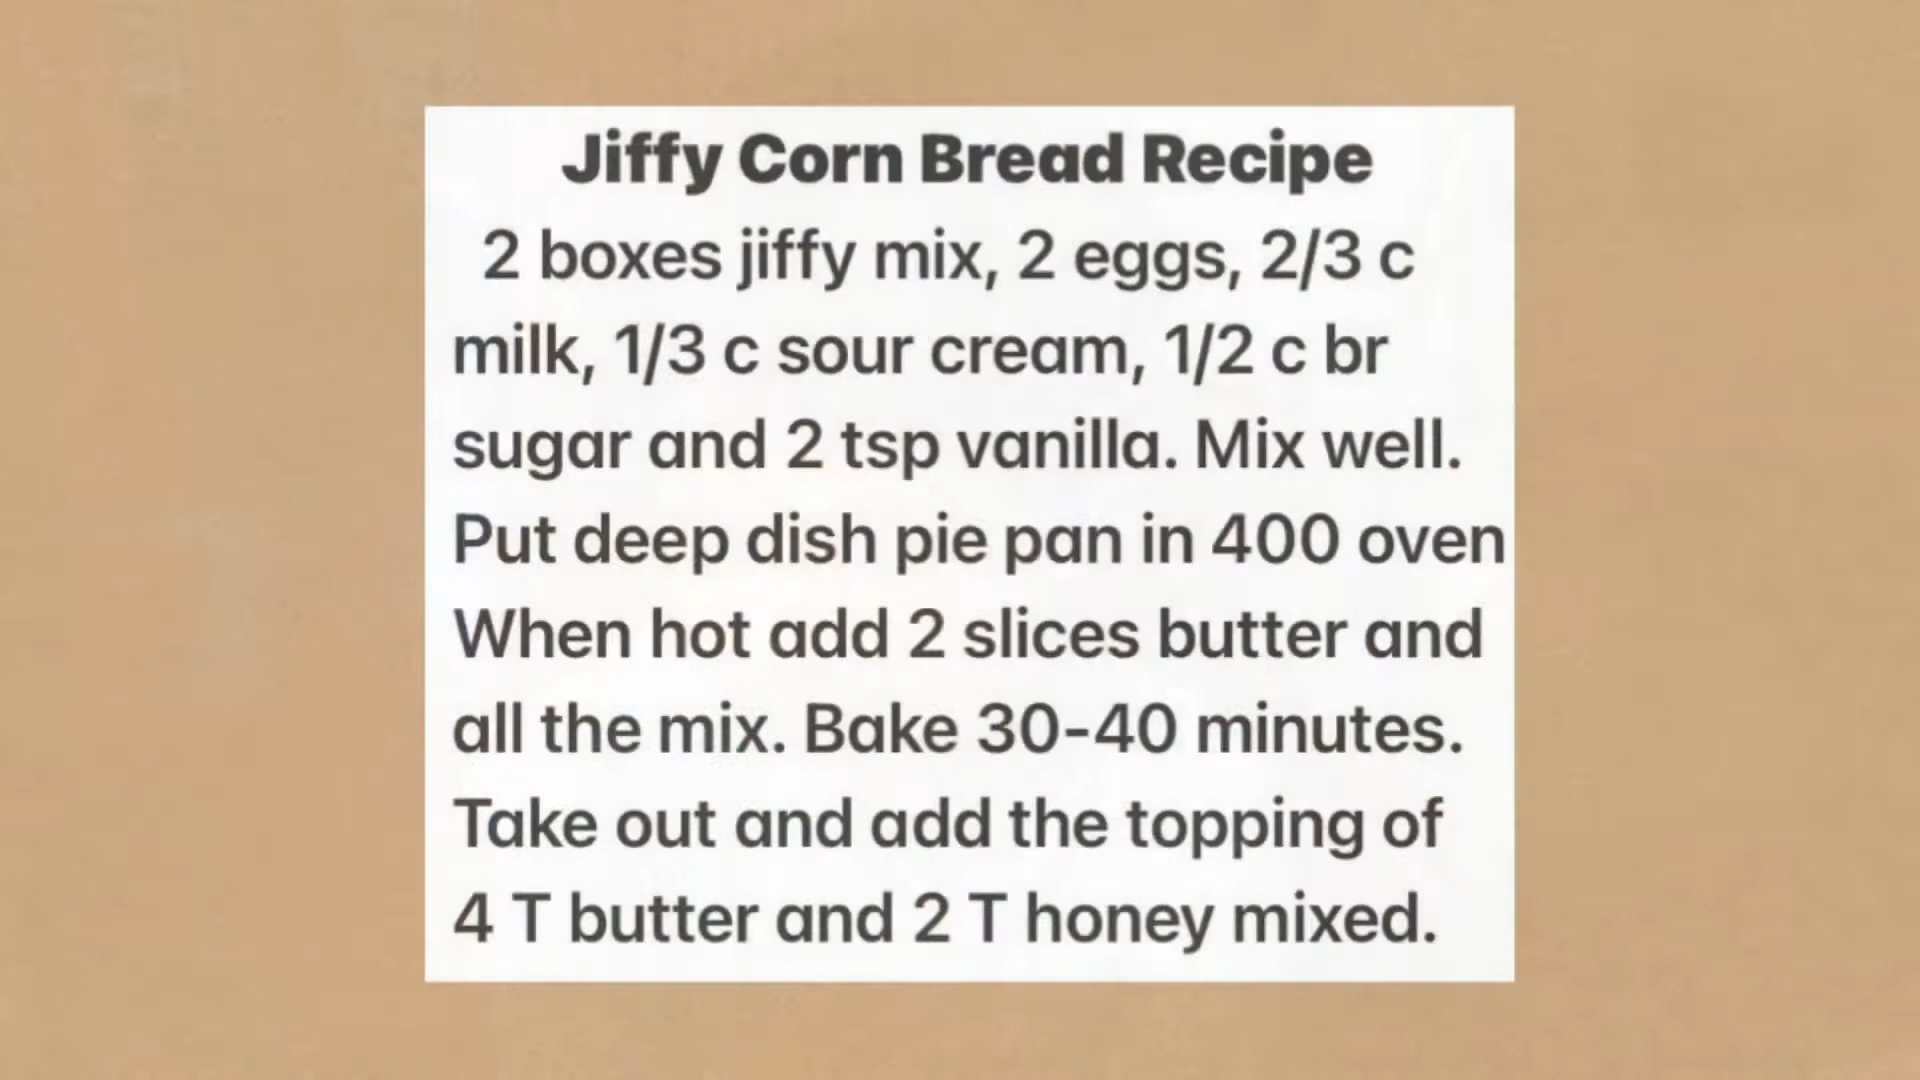 Jiffy Corn Bread Recipe
2 boxes jiffy mix, 2 eggs, 2/3 c
milk, 1/3 c sour cream, 1/2 c br
sugar and 2 tsp vanilla. Mix well.
Put deep dish pie pan in 400 oven
When hot add 2 slices butter and
all the mix. Bake 30-40 minutes.
Take out and add the topping of
4 T butter and 2 T honey mixed.